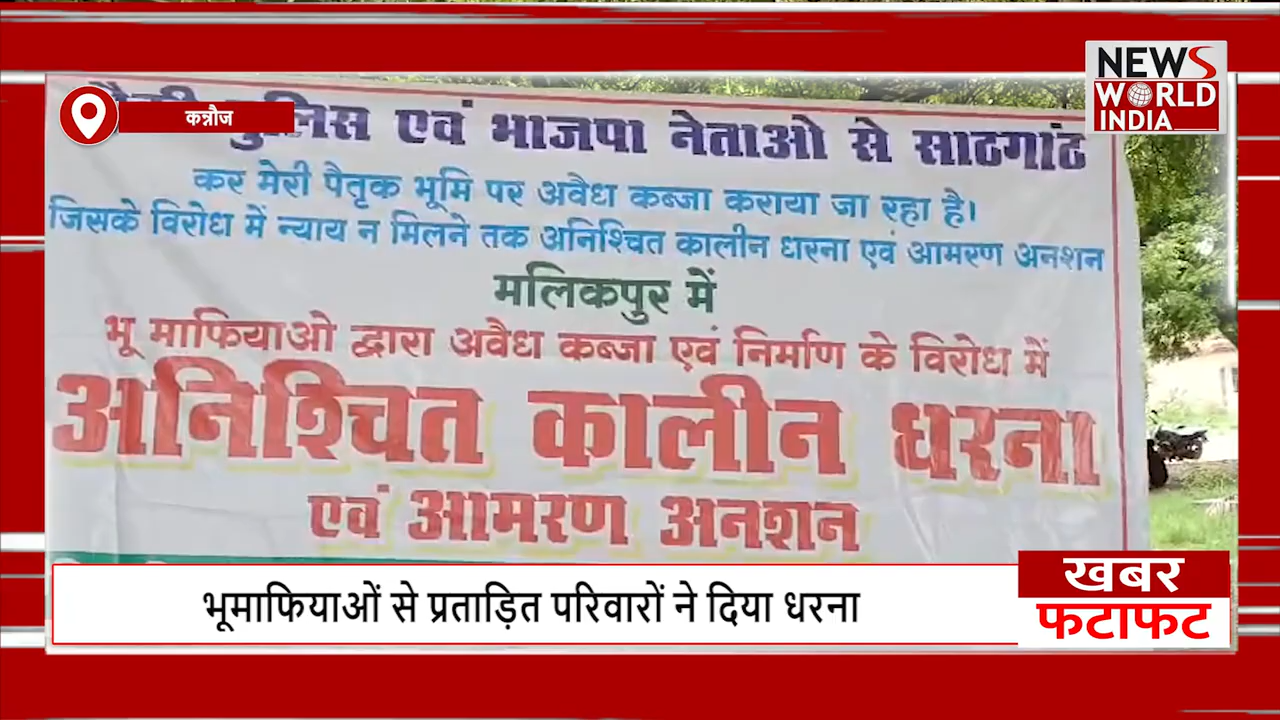 NEWS
WORLD
INDIA
कन्नौज
पुलिस एवं भाजपा नेताओ से साठगांठ
कर मेरी पैतृक भूमि पर अवैध कब्जा कराया जा रहा है।
जिसके विरोध में न्याय न मिलने तक अनिश्चित कालीन धरना एवं आमरण अनशन
मलिकपुर में
भू माफियाओ द्वारा अवैध कब्जा एवं निर्माण के विरोध में
अनिश्चित कालीन धरना
एवं आमरण अनशन
भूमाफियाओं से प्रताड़ित परिवारों ने दिया धरना
खबर
फटाफट